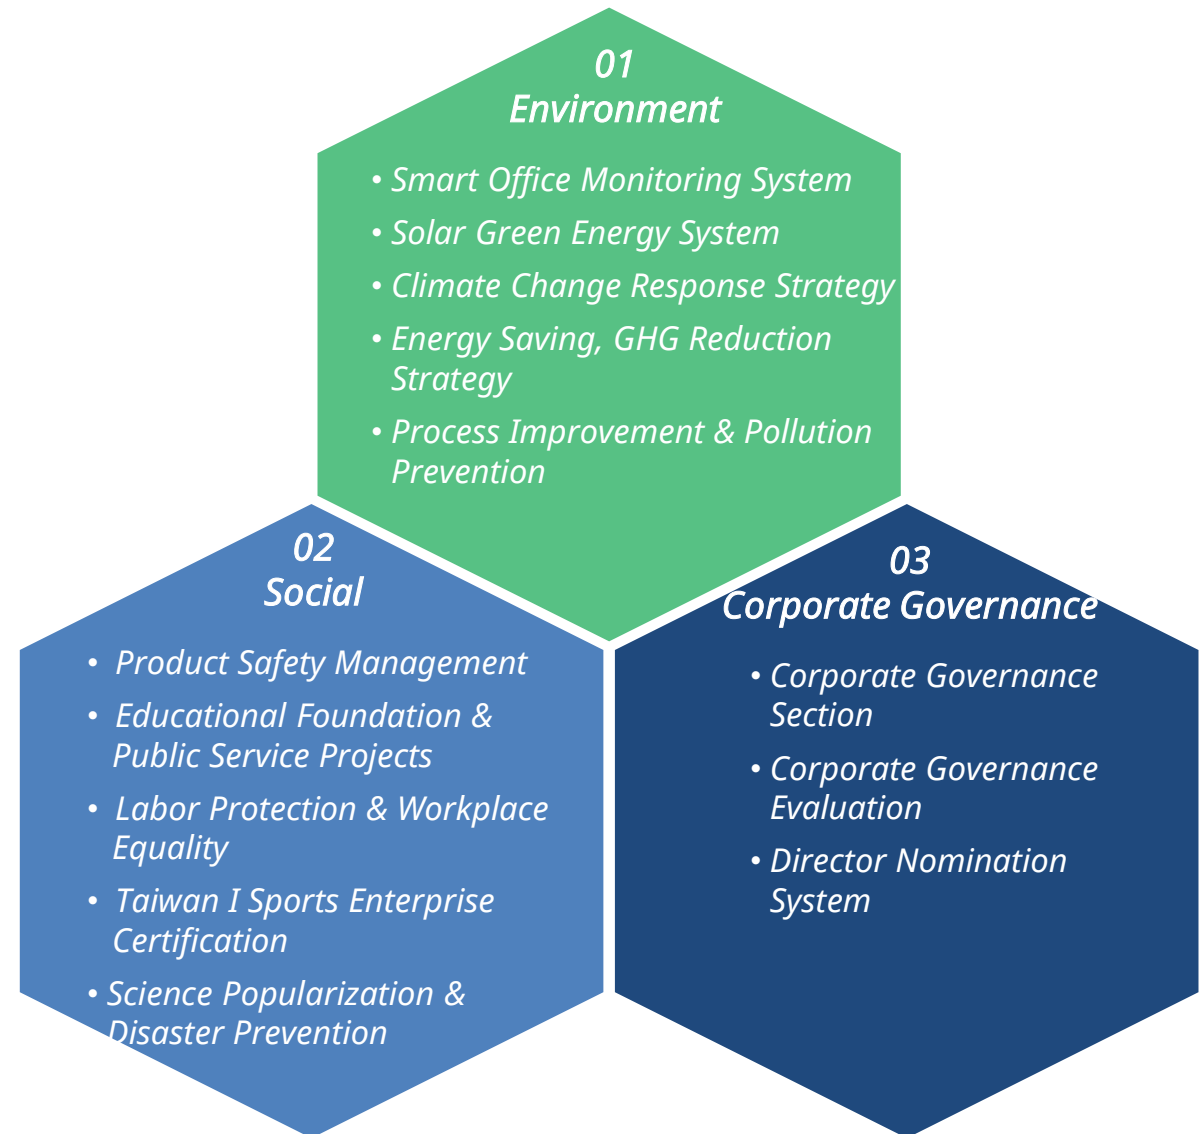 01
Environment
• Smart Office Monitoring System
• Solar Green Energy System
• Climate Change Response Strategy
• Energy Saving, GHG Reduction
Strategy
• Process Improvement & Pollution
Prevention
02
Social
• Product Safety Management
• Educational Foundation &
Public Service Projects
• Labor Protection & Workplace
Equality
• Taiwan I Sports Enterprise
Certification
• Science Popularization &
Disaster Prevention
03
Corporate Governance
• Corporate Governance
Section
• Corporate Governance
Evaluation
• Director Nomination
System